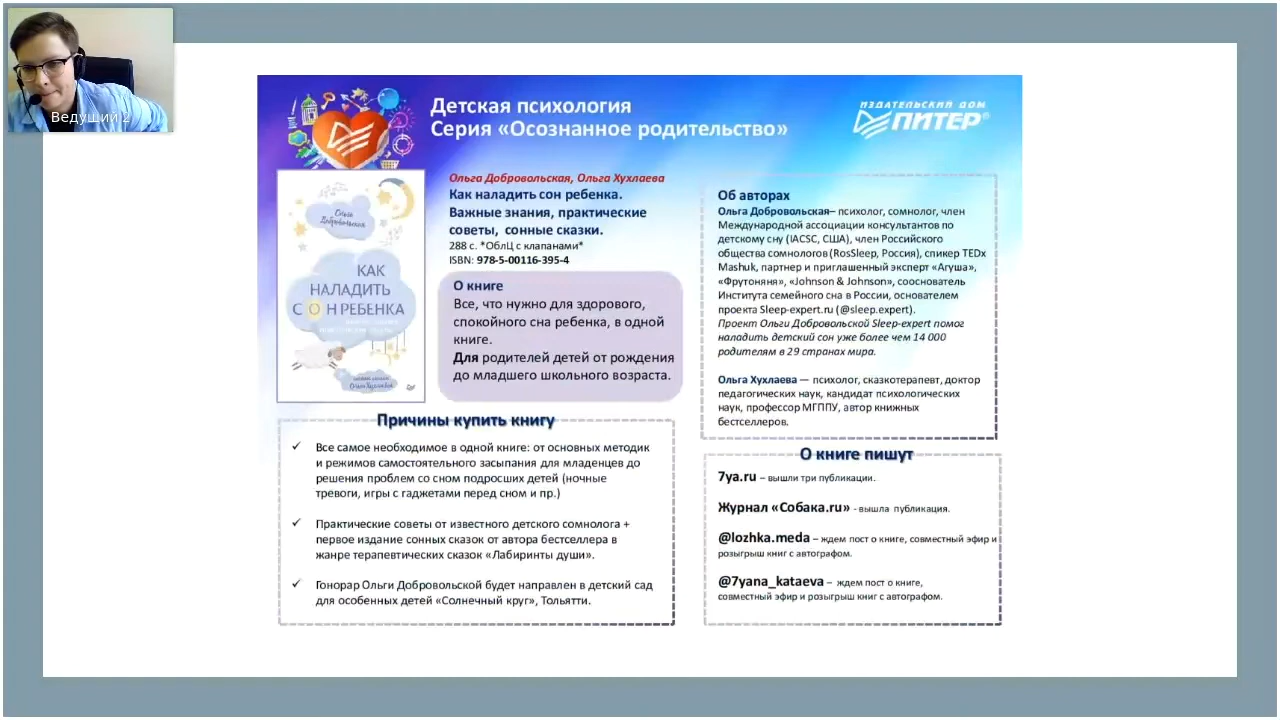 Ведущий 2
Детская психология
Серия «Осознанное родительство»
ИЗДАТЕЛЬСКИЙ ДОМ
ПИТЕР®
Ольга
Добровольская
КАК
НАЛАДИТЬ
СОН РЕБЕНКА
Ольги Хухлаевой
Ольга Добровольская, Ольга Хухлаева
Как наладить сон ребенка.
Важные знания, практические
советы, сонные сказки.
288 с. *ОблЦ с клапанами*
ISBN: 978-5-00116-395-4
О книге
Все, что нужно для здорового,
спокойного сна ребенка, в одной
книге.
Для родителей детей от рождения
до младшего школьного возраста.
Причины купить книгу
✓ Все самое необходимое в одной книге: от основных методик
и режимов самостоятельного засыпания для младенцев до
решения проблем со сном подросших детей (ночные
тревоги, игры с гаджетами перед сном и пр.)
✓ Практические советы от известного детского сомнолога +
первое издание сонных сказок от автора бестселлера в
жанре терапевтических сказок «Лабиринты души».
✓ Гонорар Ольги Добровольской будет направлен в детский сад
для особенных детей «Солнечный круг», Тольятти.
Об авторах
Ольга Добровольская– психолог, сомнолог, член
Международной ассоциации консультантов по
детскому сну (IACSC, США), член Российского
общества сомнологов (RosSleep, Россия), спикер TEDx
Mashuk, партнер и приглашенный эксперт «Агуша»,
«Фрутоняня», «Johnson & Johnson», сооснователь
Института семейного сна в России, основателем
проекта Sleep-expert.ru (@sleep.expert).
Проект Ольги Добровольской Sleep-expert помог
наладить детский сон уже более чем 14 000
родителям в 29 странах мира.
Ольга Хухлаева — психолог, сказкотерапевт, доктор
педагогических наук, кандидат психологических
наук, профессор МГППУ, автор книжных
бестселлеров.
О книге пишут
7ya.ru – вышли три публикации.
Журнал «Собака.ru» - вышла публикация.
@lozhka.meda – ждем пост о книге, совместный эфир и
розыгрыш книг с автографом.
@7yana_kataeva – ждем пост о книге,
совместный эфир и розыгрыш книг с автографом.